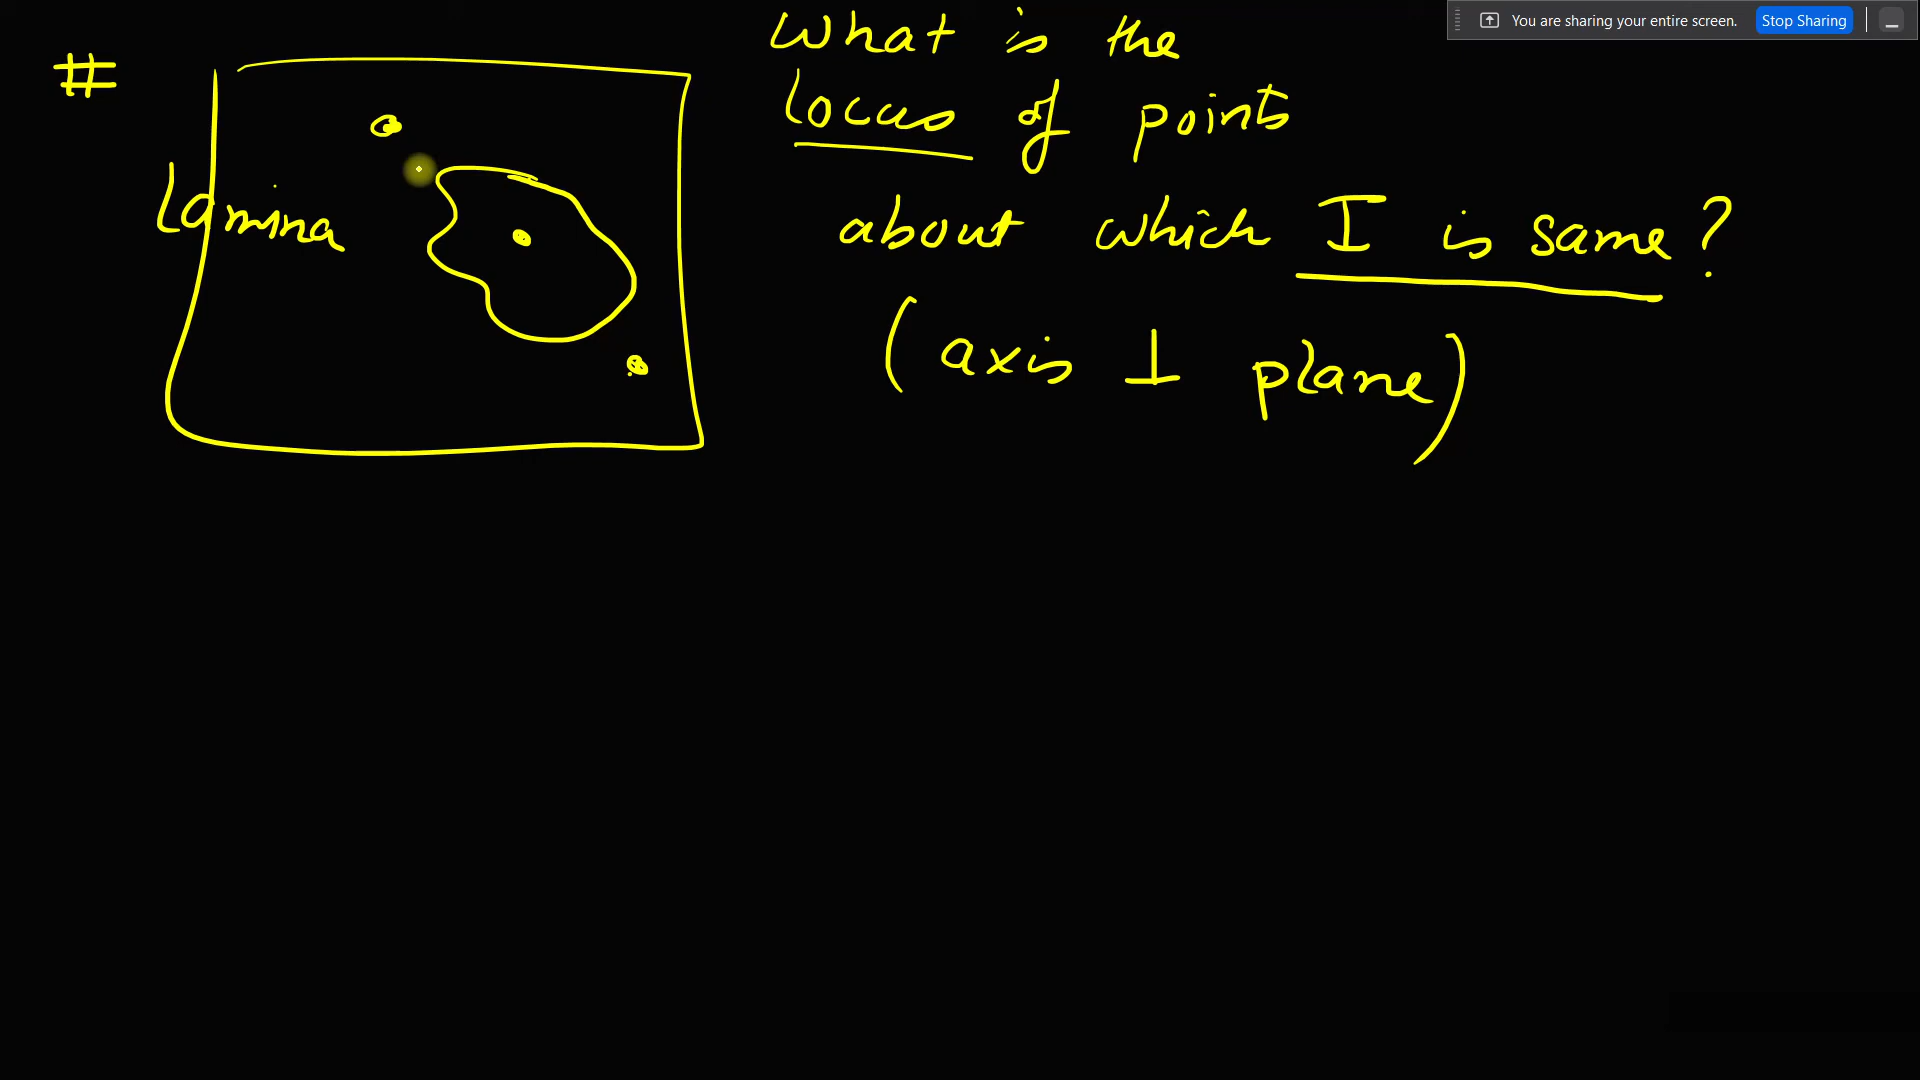 You are sharing your entire screen. Stop Sharing
#
What is the
locus of points
Lamina
about which I is same?
(axis ⊥ plane)